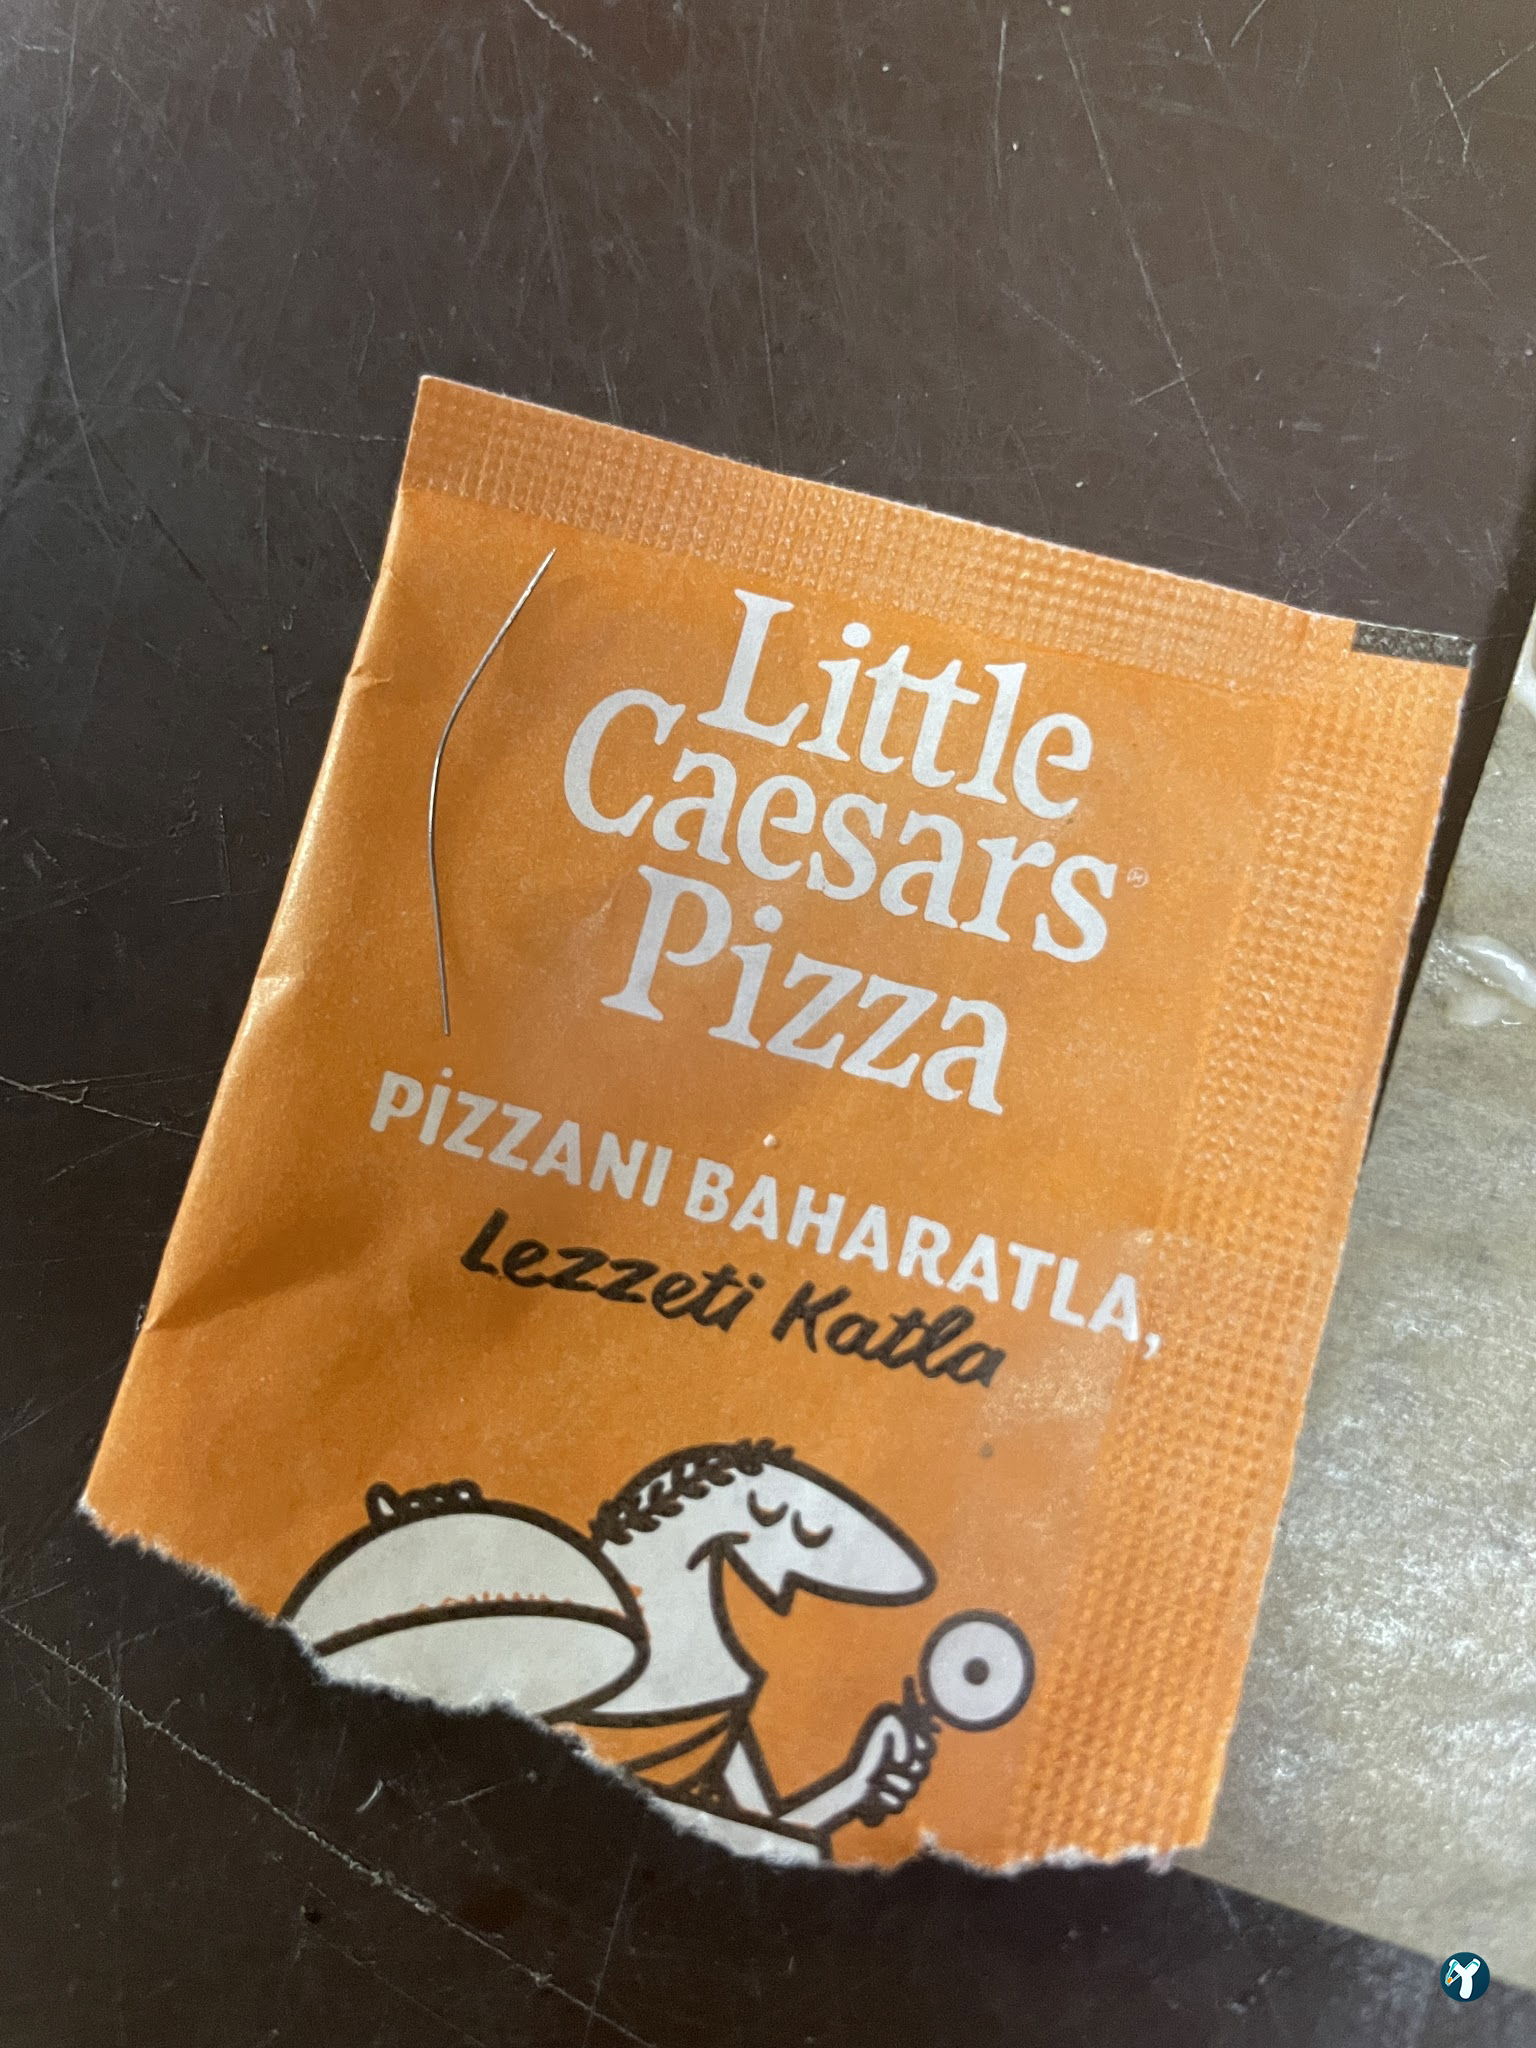 Little
Caesars
Pizza
PİZZANI BAHARATLA,
Lezzeti Katla